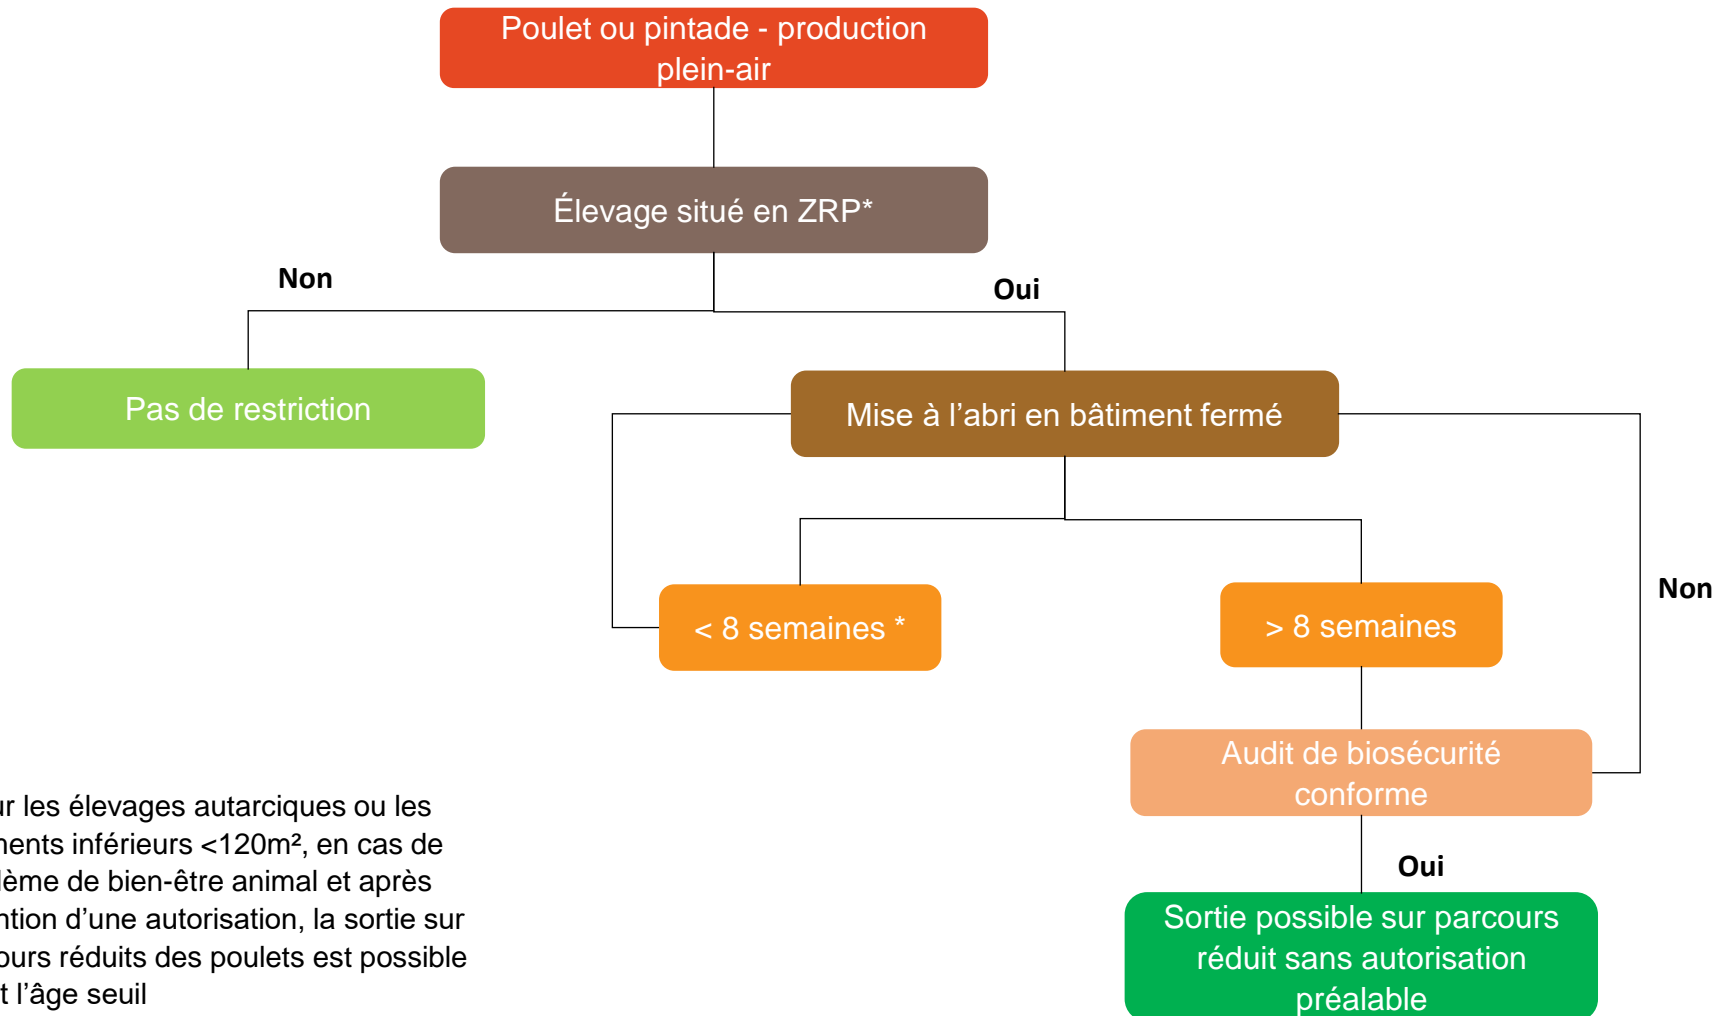 Poulet ou pintade - production
plein-air
Élevage situé en ZRP*
Non
Oui
Pas de restriction
Mise à l'abri en bâtiment fermé
< 8 semaines *
> 8 semaines
Non
Audit de biosécurité
conforme
Oui
Sortie possible sur parcours
réduit sans autorisation
préalable
les élevages autarciques ou les
inférieurs <120m², en cas de
de bien-être animal et après
d'une autorisation, la sortie sur
réduits des poulets est possible
l'âge seuil